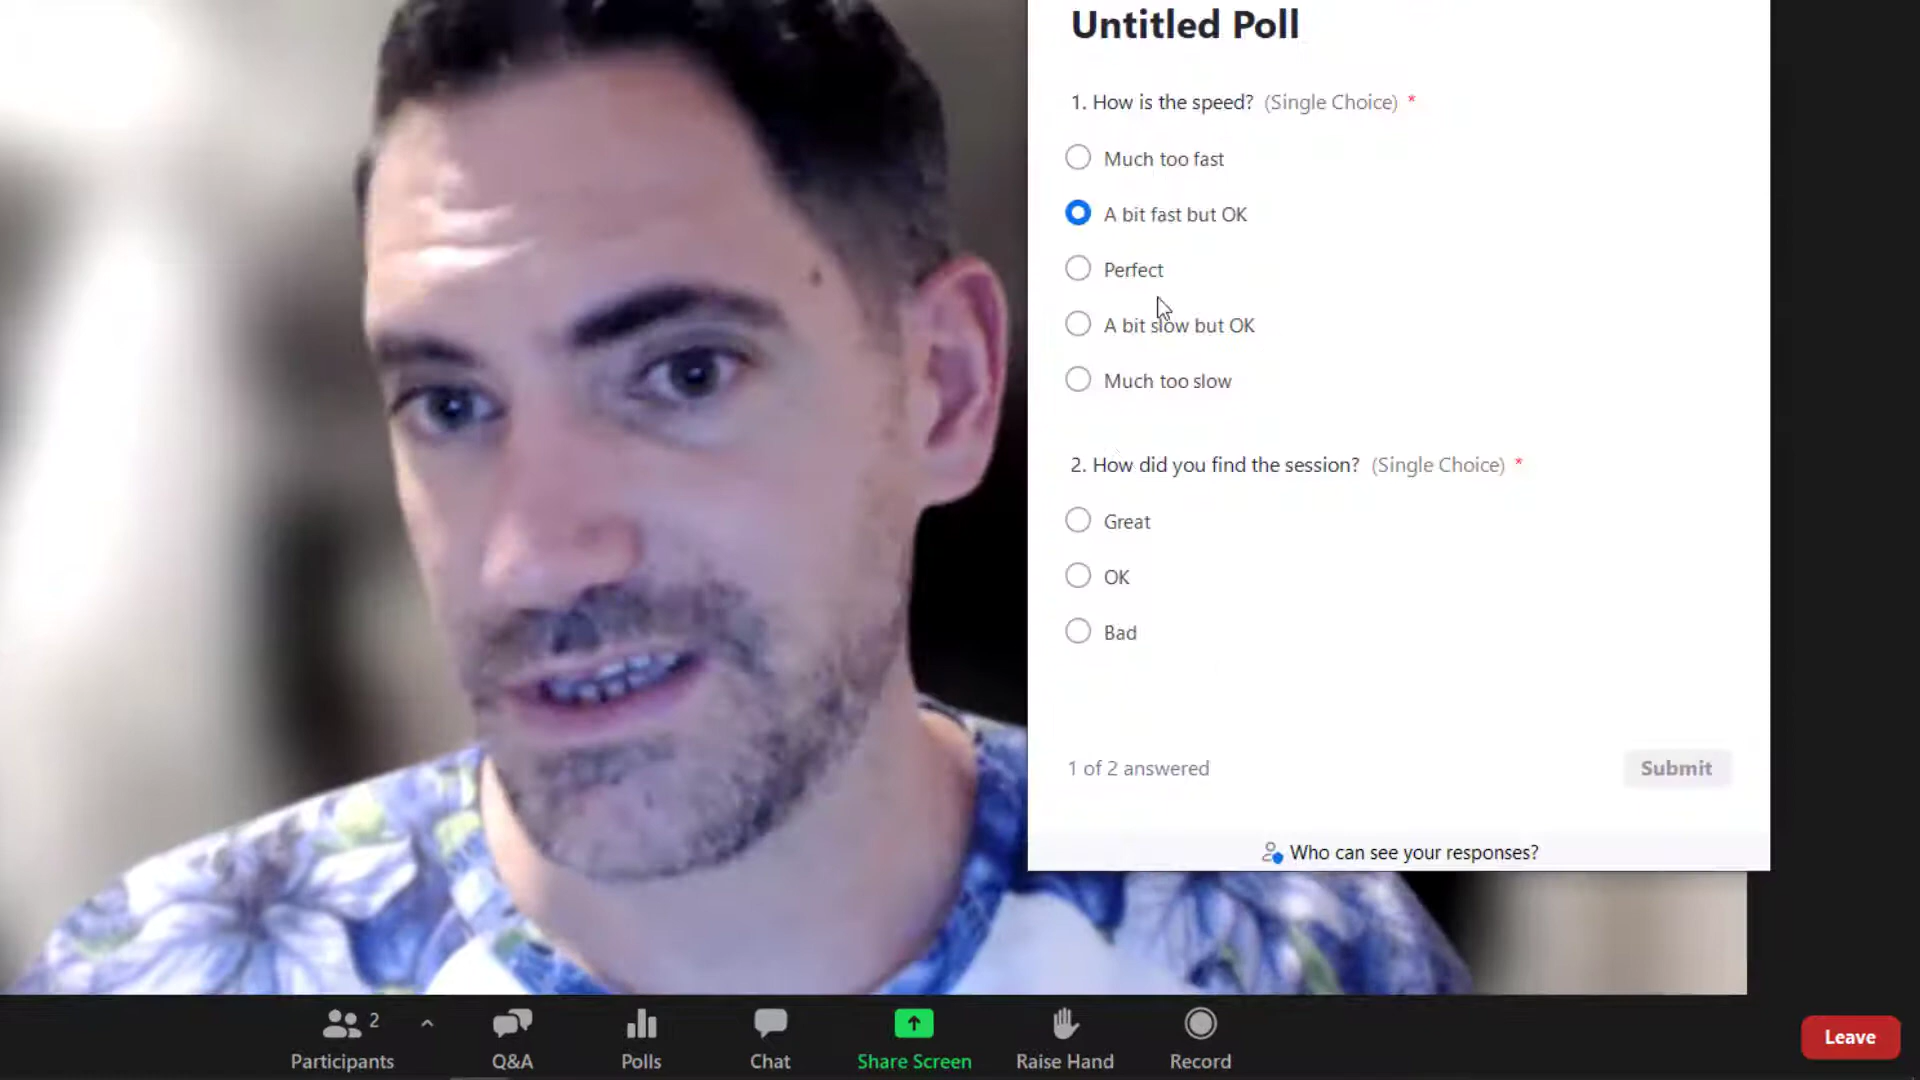 Untitled Poll
1. How is the speed? (Single Choice) *
Much too fast
A bit fast but OK
Perfect
A bit slow but OK
Much too slow
2. How did you find the session? (Single Choice) *
Great
OK
Bad
1 of 2 answered
Submit
Who can see your responses?
2
Participants
Q&A
Polls
Chat
Share Screen
Raise Hand
Record
Leave